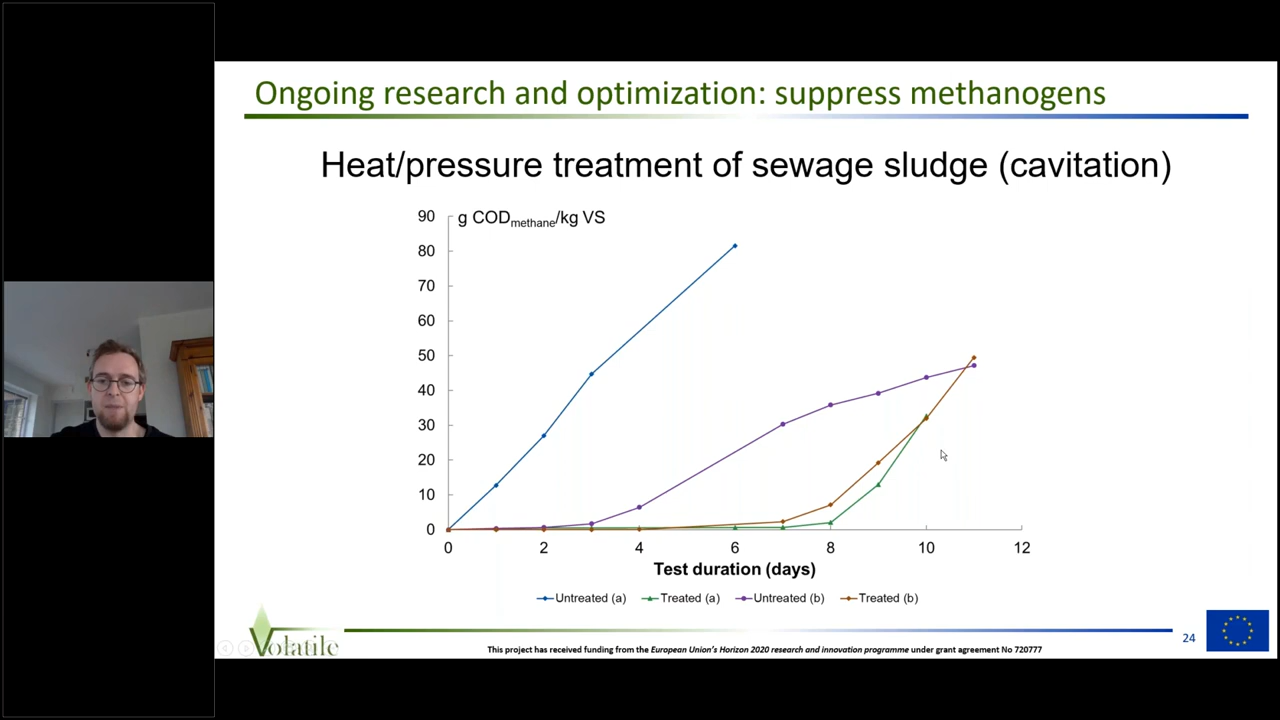 Ongoing research and optimization: suppress methanogens
Heat/pressure treatment of sewage sludge (cavitation)
g CODmethane/kg VS
90
80
70
60
50
40
30
20
10
0
0 2 4 6 8 10 12
Test duration (days)
Untreated (a) Treated (a) Untreated (b) Treated (b)
Volatile
24
This project has received funding from the European Union's Horizon 2020 research and innovation programme under grant agreement No 720777